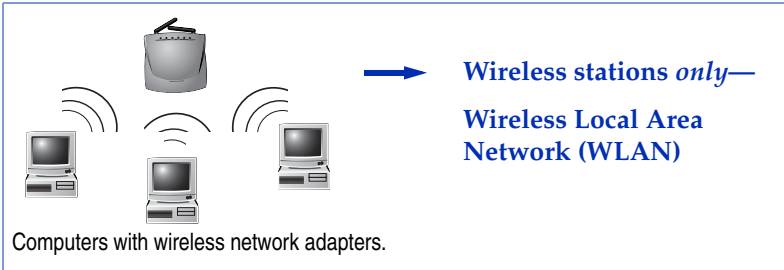 Wireless stations only—
Wireless Local Area
Network (WLAN)
Computers with wireless network adapters.